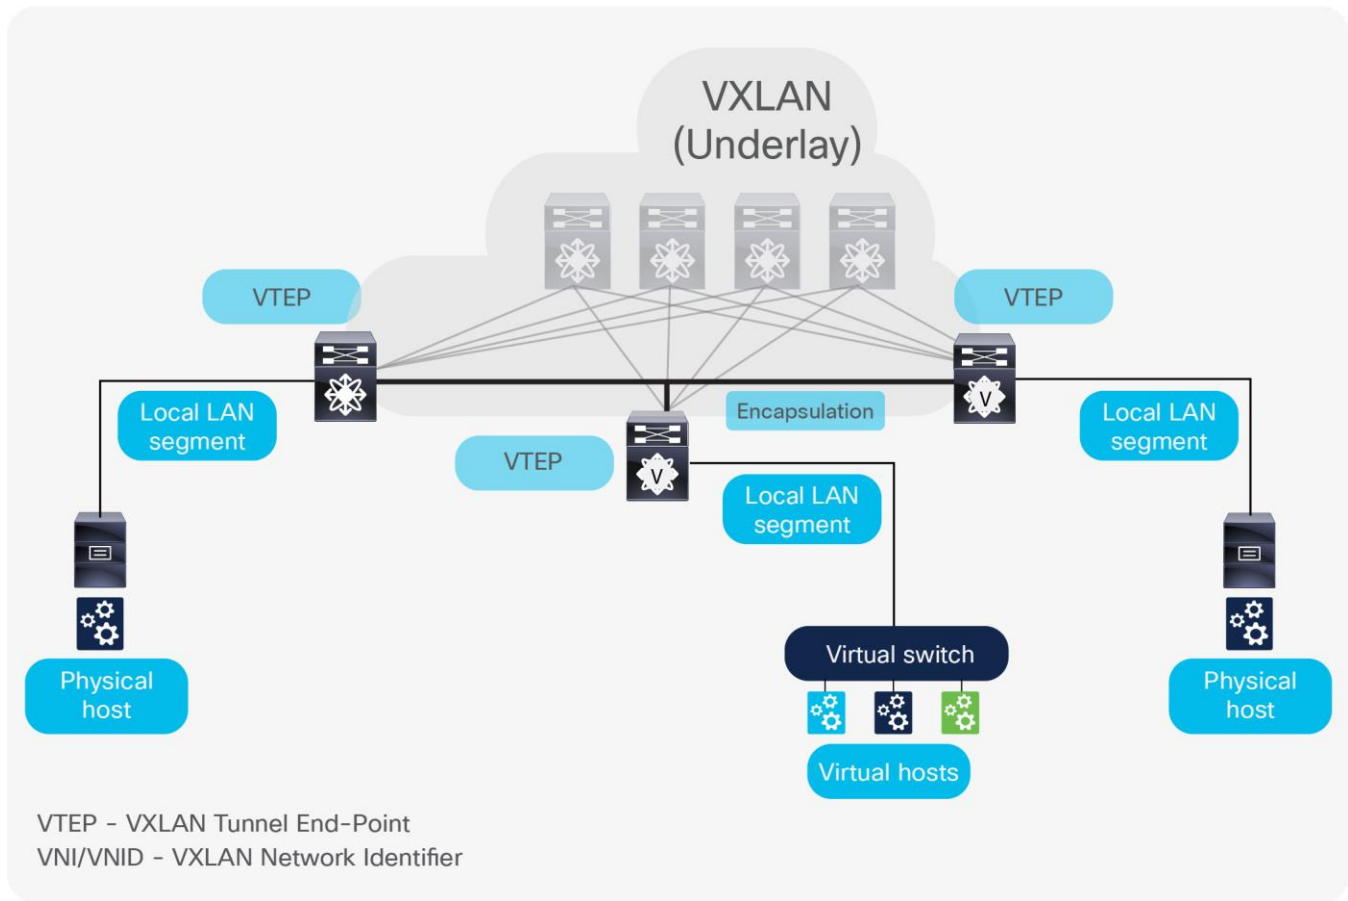 VXLAN
(Underlay)
VTEP
VTEP
Local LAN
segment
Encapsulation
Local LAN
segment
VTEP
V
V
Local LAN
segment
Virtual switch
Physical
host
Physical
host
Virtual hosts
VTEP - VXLAN Tunnel End-Point
VNI/VNID - VXLAN Network Identifier